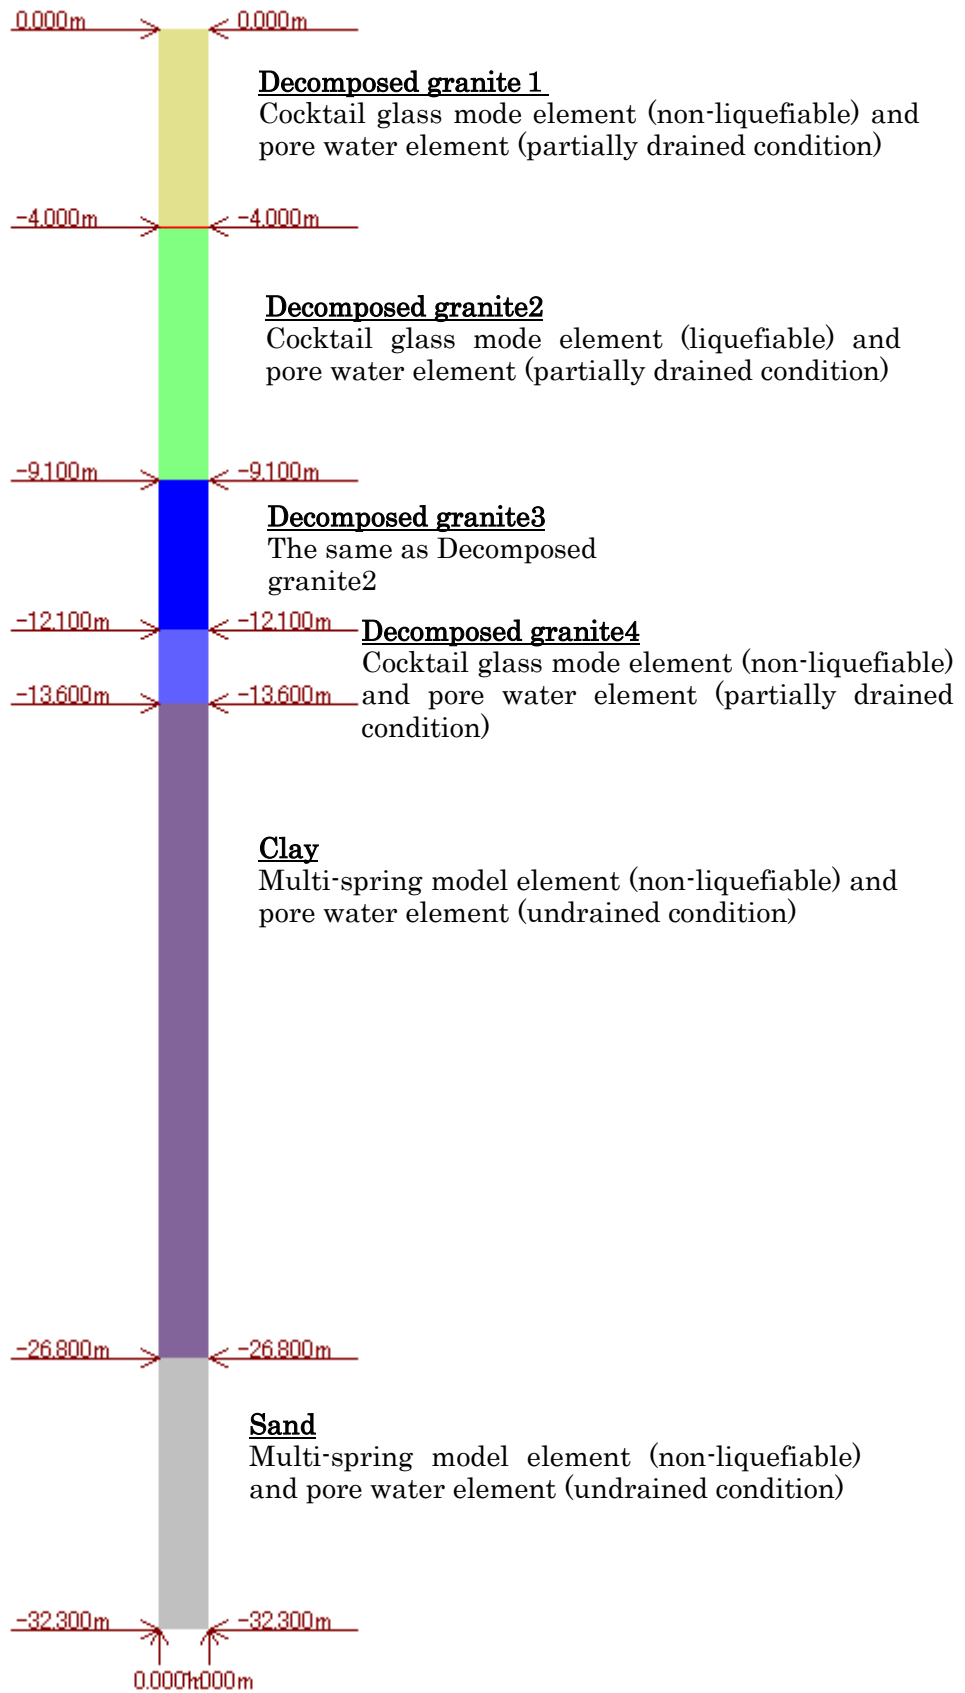 0.000m 0.000m
Decomposed granite 1
Cocktail glass mode element (non-liquefiable) and
pore water element (partially drained condition)
-4.000m -4.000m
Decomposed granite2
Cocktail glass mode element (liquefiable) and
pore water element (partially drained condition)
-9.100m -9.100m
Decomposed granite3
The same as Decomposed
granite2
-12.100m -12.100m
Decomposed granite4
Cocktail glass mode element (non-liquefiable)
and pore water element (partially drained
condition)
-13.600m -13.600m
Clay
Multi-spring model element (non-liquefiable) and
pore water element (undrained condition)
-26.800m -26.800m
Sand
Multi-spring model element (non-liquefiable)
and pore water element (undrained condition)
-32.300m -32.300m